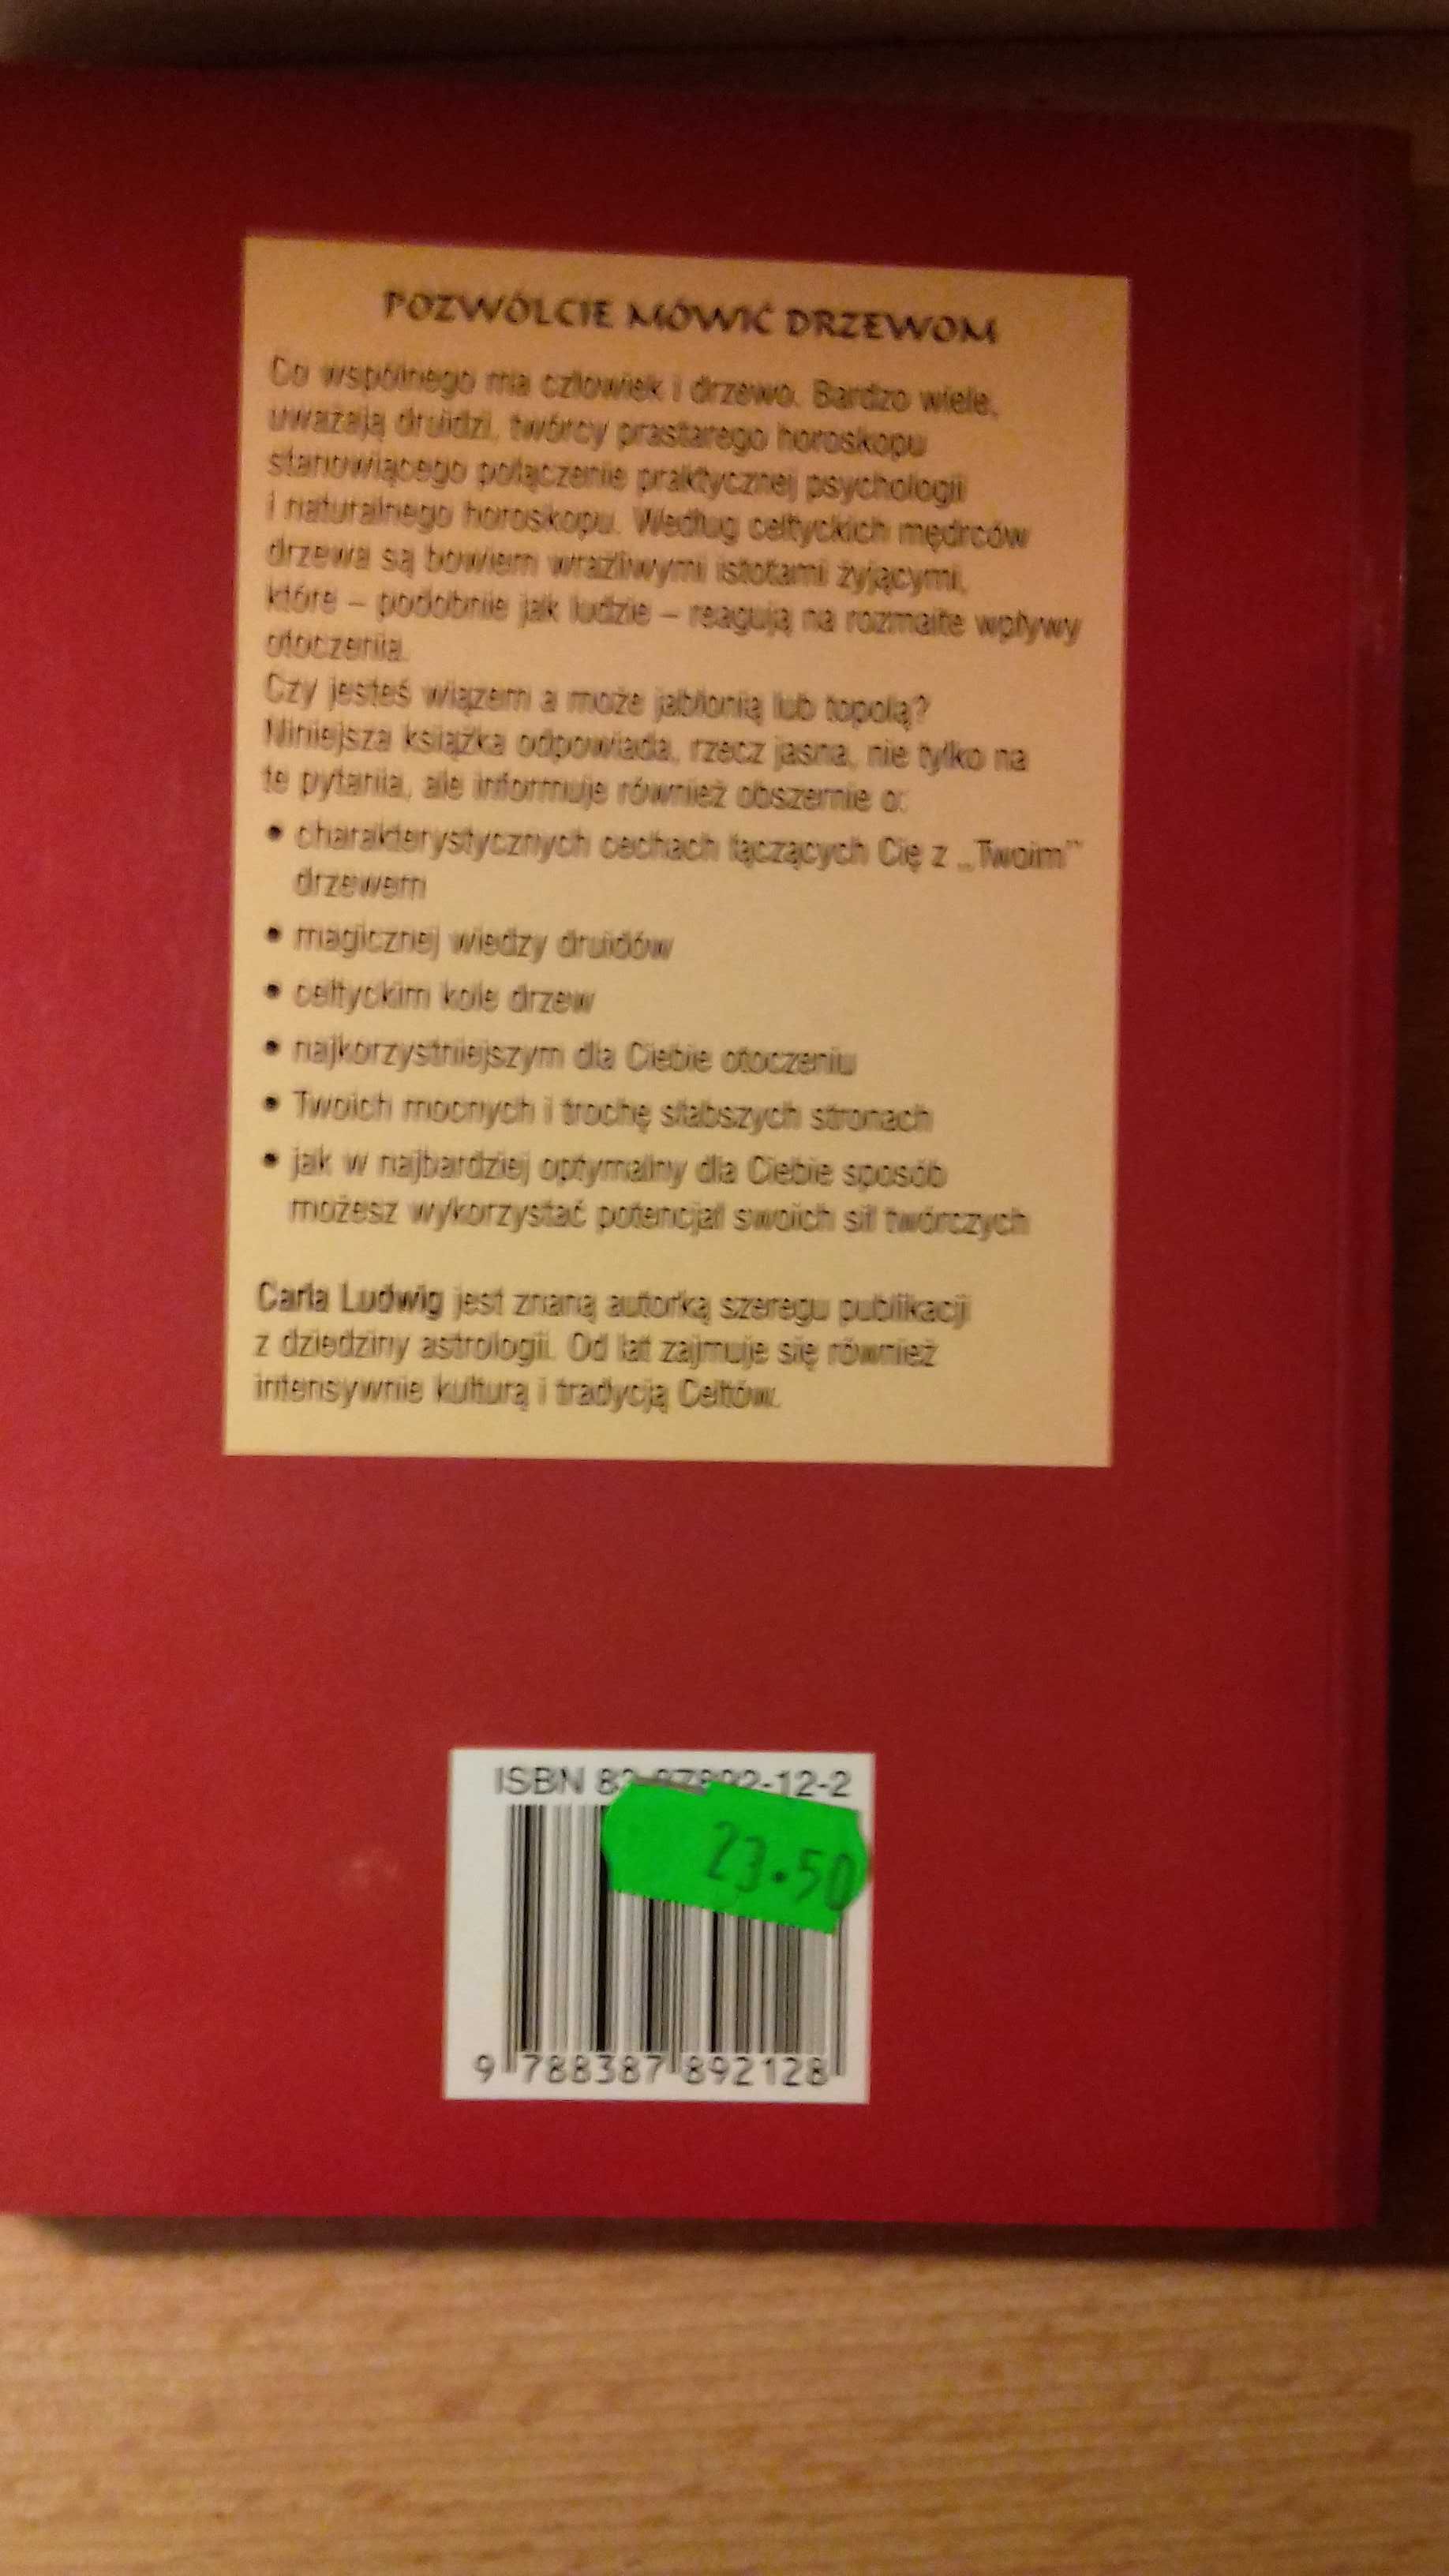 POZWÓLCIE MÓWIĆ DRZEWOM
Co wspólnego ma człowiek i drzewo. Bardzo wiele,
uważają druidzi, twórcy prastarego horoskopu
stanowiącego połączenie praktycznej psychologii
i naturalnego horoskopu. Według celtyckich mędrców
drzewa są bowiem wrażliwymi istotami żyjącymi,
które – podobnie jak ludzie – reagują na rozmaite wpływy
otoczenia.
Czy jesteś wiązem a może jabłonią lub topolą?
Niniejsza książka odpowiada, rzecz jasna, nie tylko na
te pytania, ale informuje również obszernie o:
• charakterystycznych cechach łączących Cię z „Twoim”
drzewem
• magicznej wiedzy druidów
• celtyckim kole drzew
• najkorzystniejszym dla Ciebie otoczeniu
• Twoich mocnych i trochę słabszych stronach
• jak w najbardziej optymalny dla Ciebie sposób
możesz wykorzystać potencjał swoich sił twórczych
Carla Ludwig jest znaną autorką szeregu publikacji
z dziedziny astrologii. Od lat zajmuje się również
intensywnie kulturą i tradycją Celtów.
ISBN 83-87892-12-2
23.50
9 788387 892128